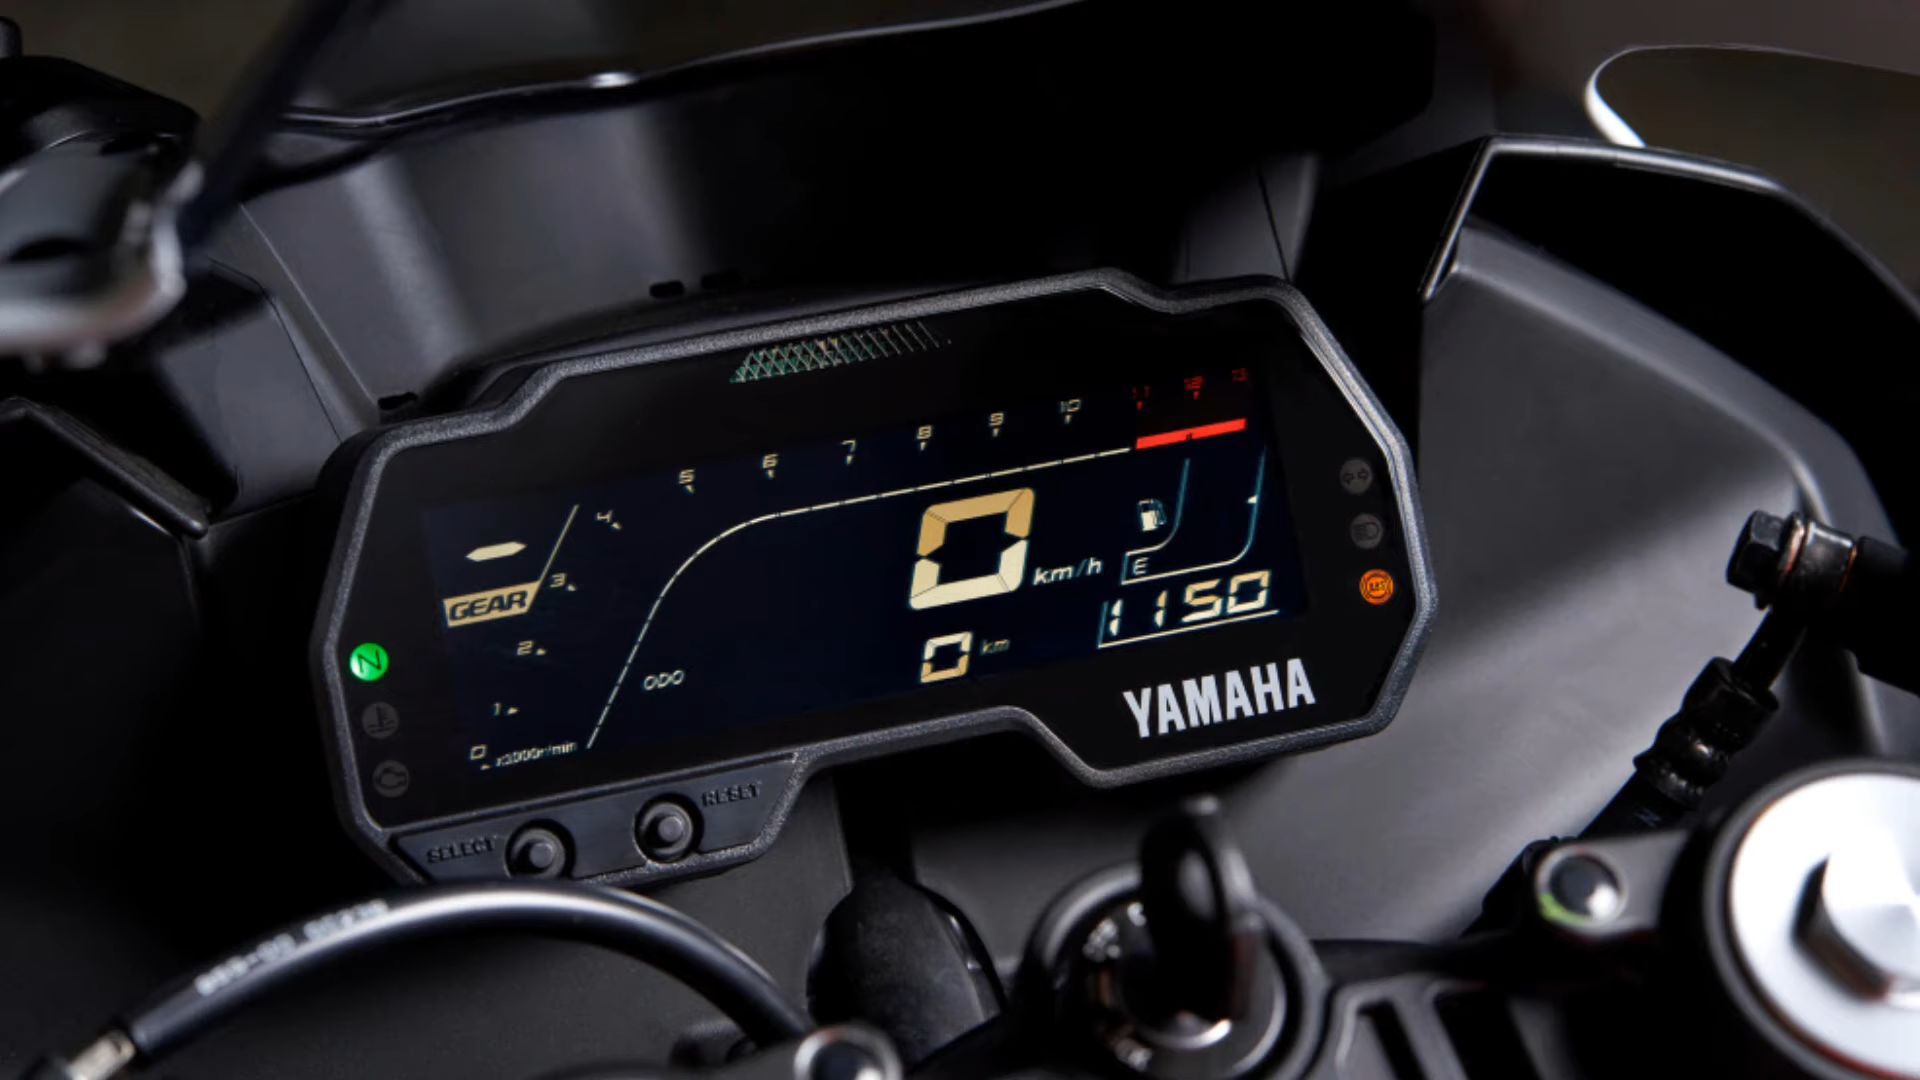 5 6 7 8 9 10 11 12 13
4
3
2
1
0 x1000r/min
GEAR
N
0 km/h
E
ODO
0 km
1150
YAMAHA
SELECT
RESET